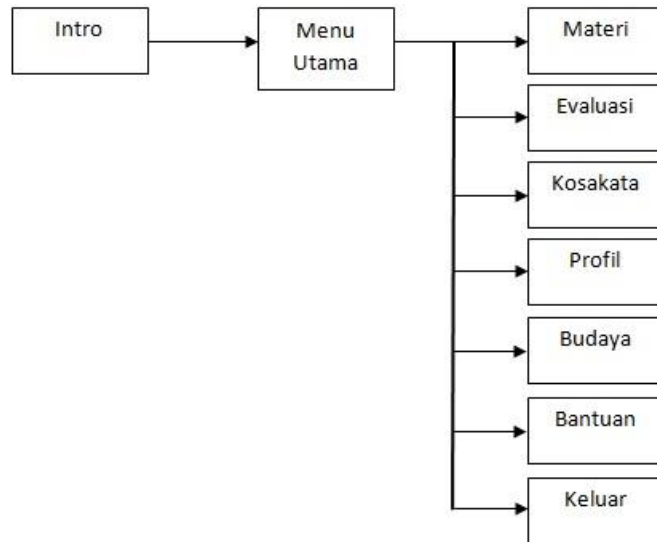 Intro
Menu
Utama
Materi
Evaluasi
Kosakata
Profil
Budaya
Bantuan
Keluar